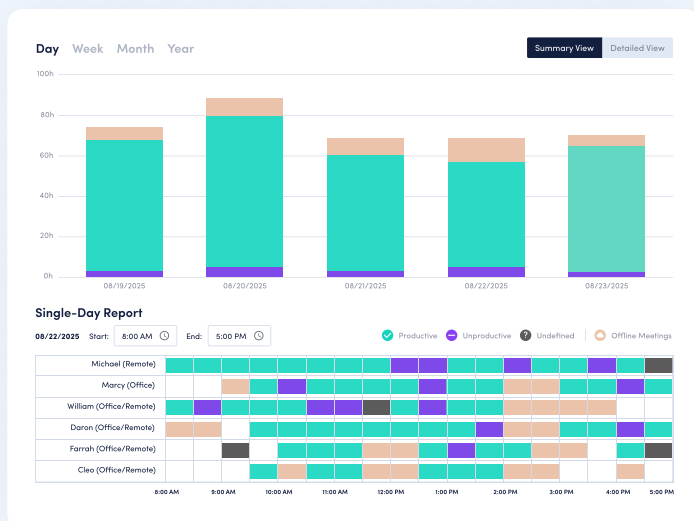 Day Week Month Year Summary View Detailed View
100h
80h
60h
40h
20h
0h
08/19/2025 08/20/2025 08/21/2025 08/22/2025 08/23/2025
Single-Day Report
08/22/2025 Start: 8:00 AM End: 5:00 PM Productive Unproductive ? Undefined Offline Meetings
Michael (Remote)
Marcy (Office)
William (Office/Remote)
Daron (Office/Remote)
Farrah (Office/Remote)
Cleo (Office/Remote)
8:00 AM 9:00 AM 10:00 AM 11:00 AM 12:00 PM 1:00 PM 2:00 PM 3:00 PM 4:00 PM 5:00 PM